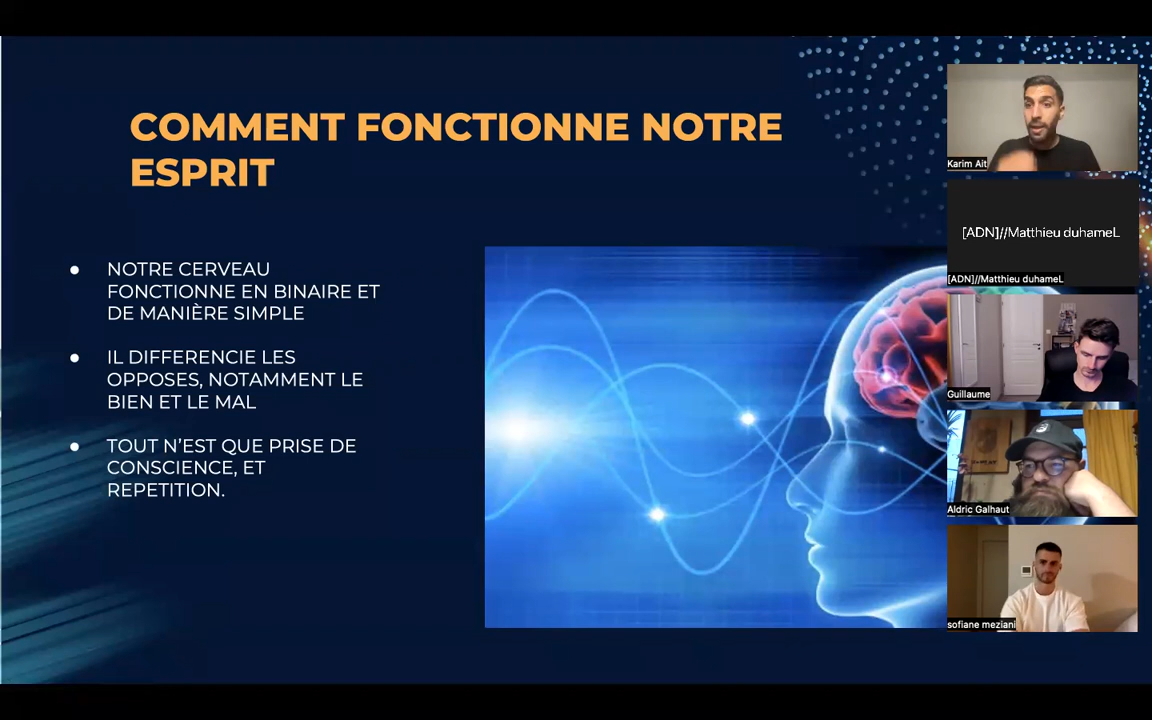 COMMENT FONCTIONNE NOTRE
ESPRIT
● NOTRE CERVEAU
FONCTIONNE EN BINAIRE ET
DE MANIÈRE SIMPLE
● IL DIFFERENCIE LES
OPPOSES, NOTAMMENT LE
BIEN ET LE MAL
● TOUT N'EST QUE PRISE DE
CONSCIENCE, ET
REPETITION.
Karim Ait
[ADN]//Matthieu duhameL
[ADN]//Matthieu duhameL
Guillaume
Aldric Galhaut
sofiane meziani